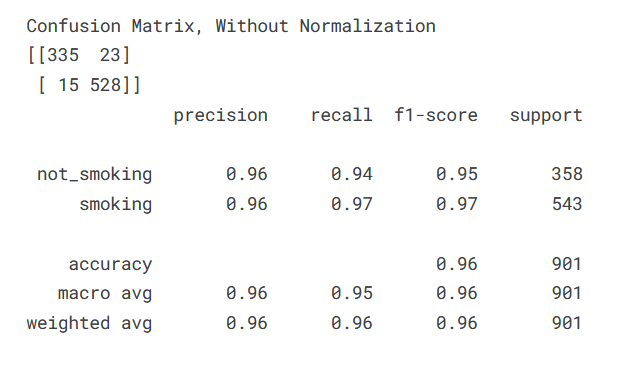 Confusion Matrix, Without Normalization
[[335  23]
 [ 15 528]]
              precision    recall  f1-score   support

 not_smoking       0.96      0.94      0.95       358
     smoking       0.96      0.97      0.97       543

    accuracy                           0.96       901
   macro avg       0.96      0.95      0.96       901
weighted avg       0.96      0.96      0.96       901